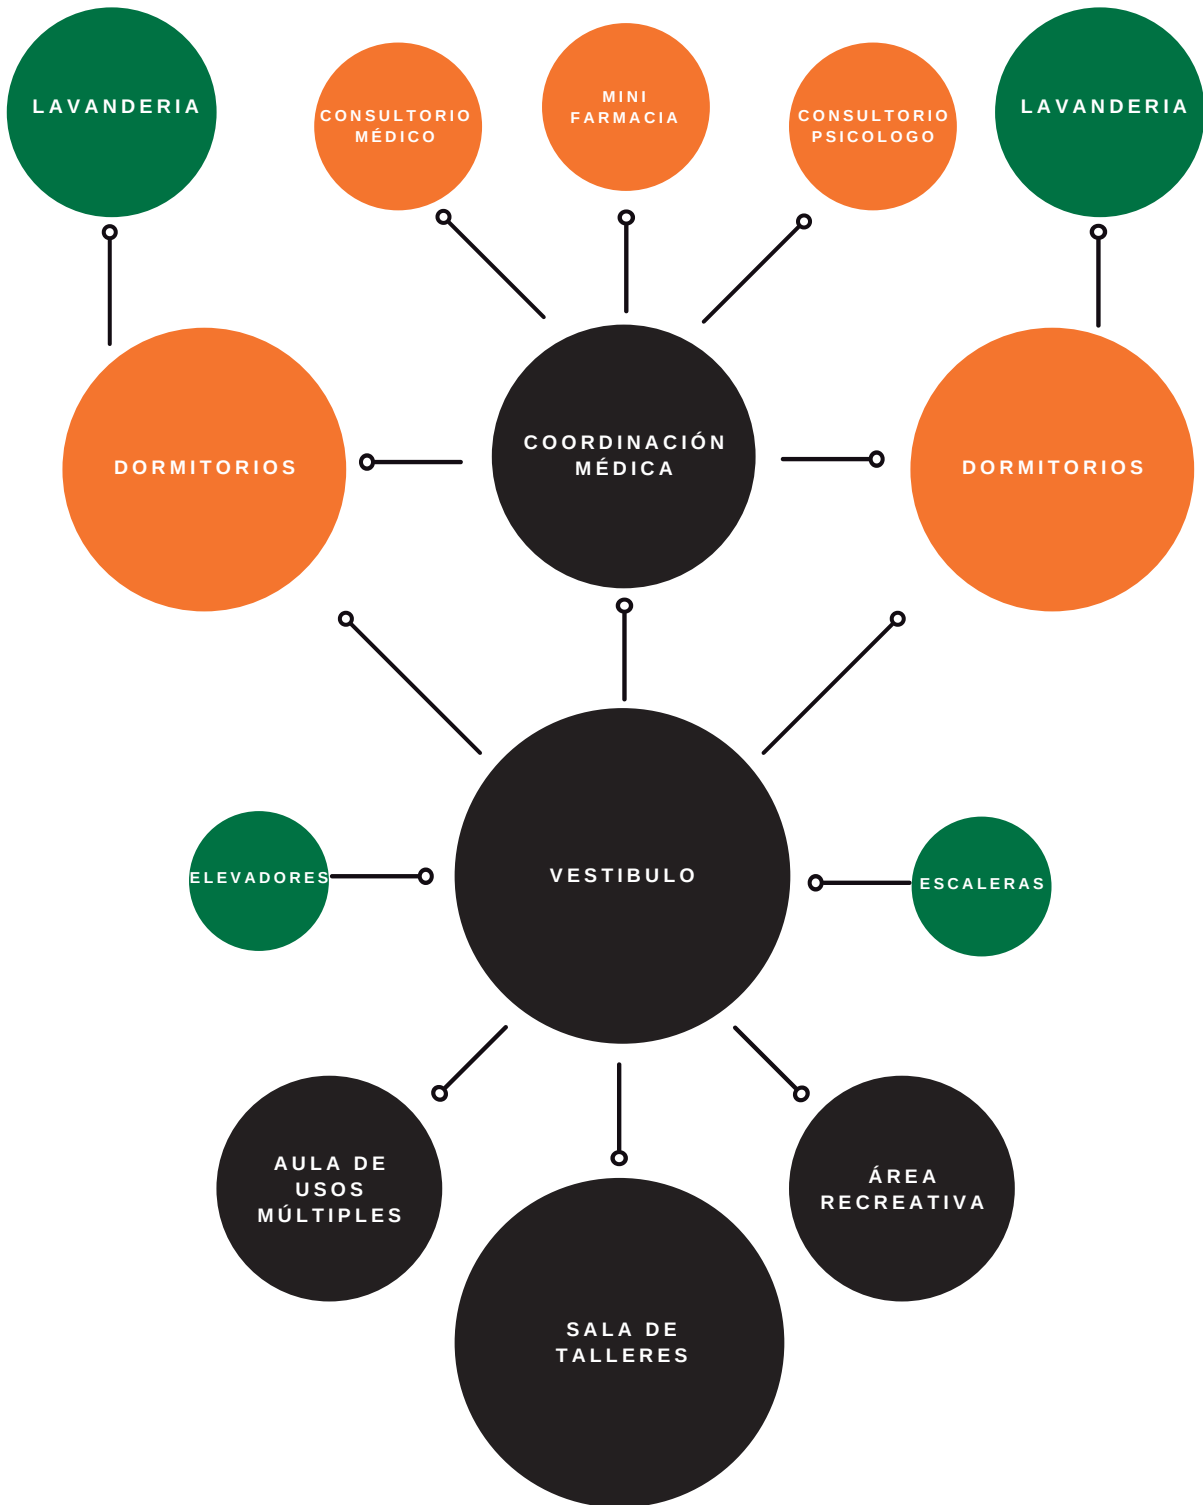 LAVANDERIA
CONSULTORIO
MÉDICO
MINI
FARMACIA
CONSULTORIO
PSICOLOGO
LAVANDERIA
DORMITORIOS
COORDINACIÓN
MÉDICA
DORMITORIOS
ELEVADORES
VESTIBULO
ESCALERAS
AULA DE
USOS
MÚLTIPLES
ÁREA
RECREATIVA
SALA DE
TALLERES